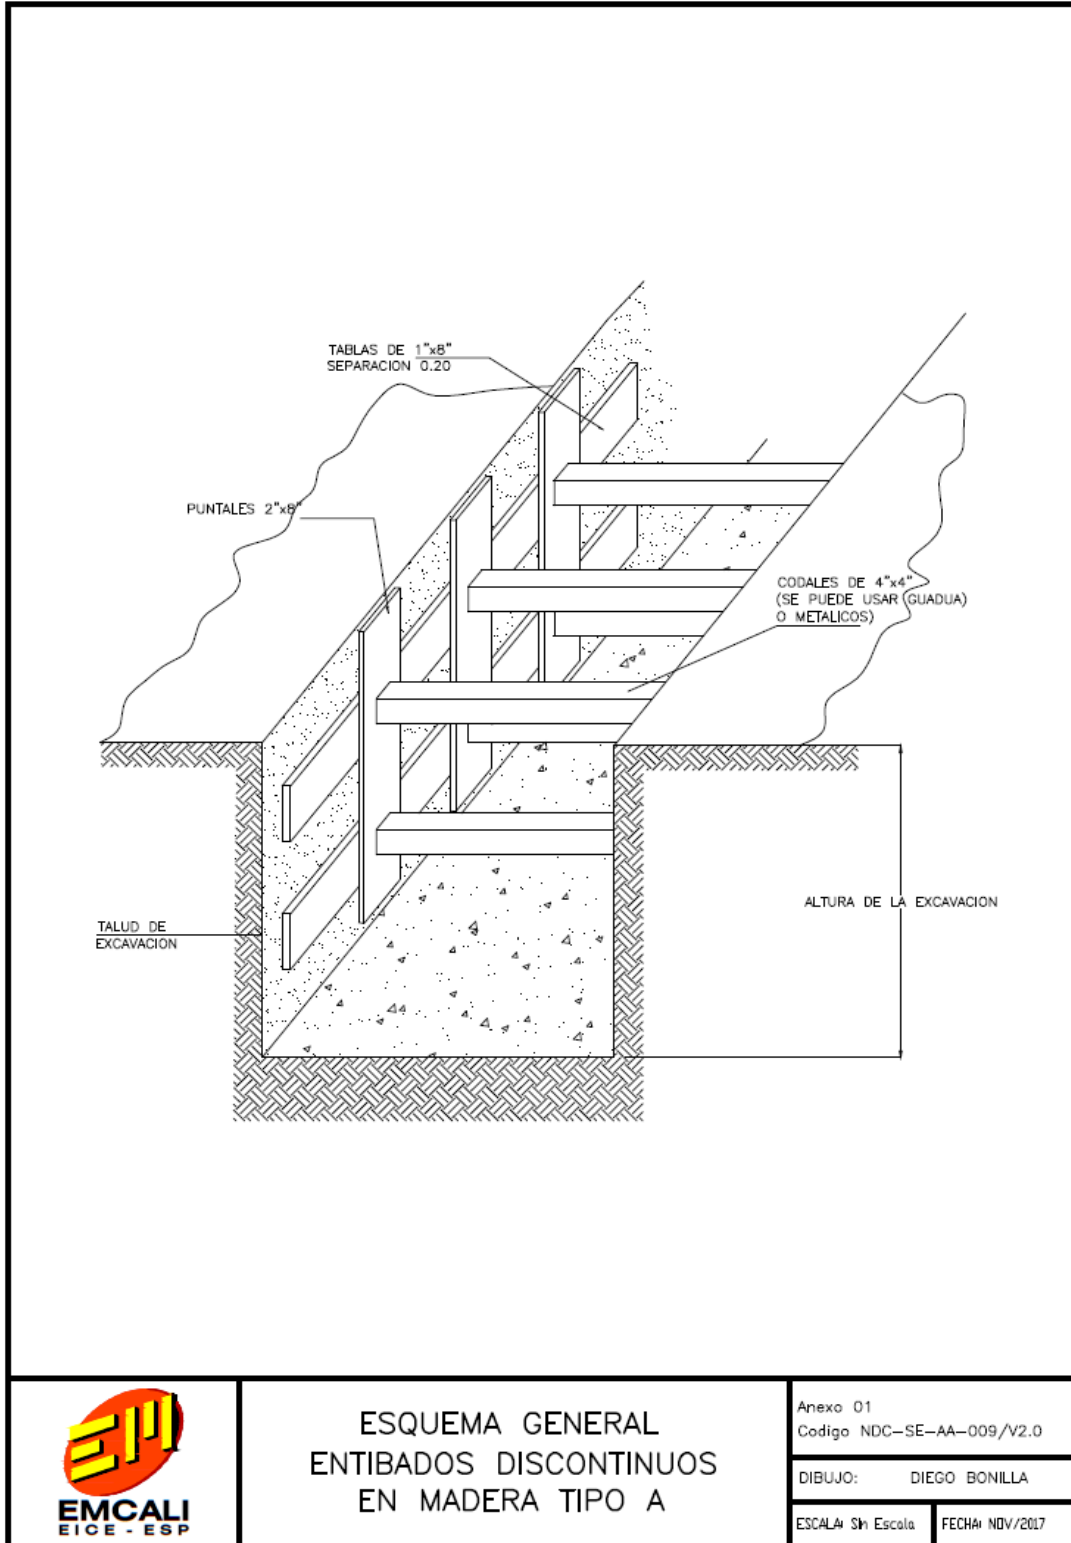 TABLAS DE 1"x8"
SEPARACION 0.20
PUNTALES 2"x8"
CODALES DE 4"x4"
(SE PUEDE USAR GUADUA)
O METALICOS)
TALUD DE
EXCAVACION
ALTURA DE LA EXCAVACION
EM
EMCALI
EICE - ESP
ESQUEMA GENERAL
ENTIBADOS DISCONTINUOS
EN MADERA TIPO A
Anexo 01
Codigo NDC-SE-AA-009/V2.0
DIBUJO: DIEGO BONILLA
ESCALA: Sin Escala
FECHA: NOV/2017